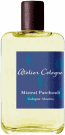 Atelier Cologne
Mistral Patchouli
Cologne Absolue